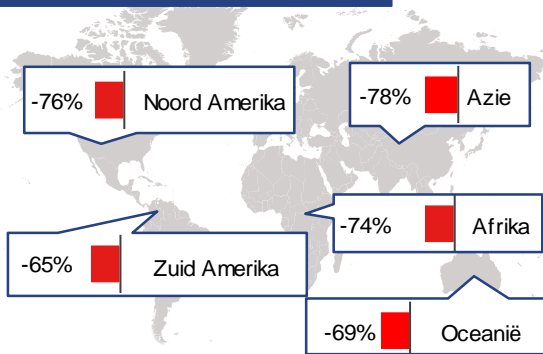 -76% Noord Amerika
-78% Azie
-74% Afrika
-65% Zuid Amerika
-69% Oceanië